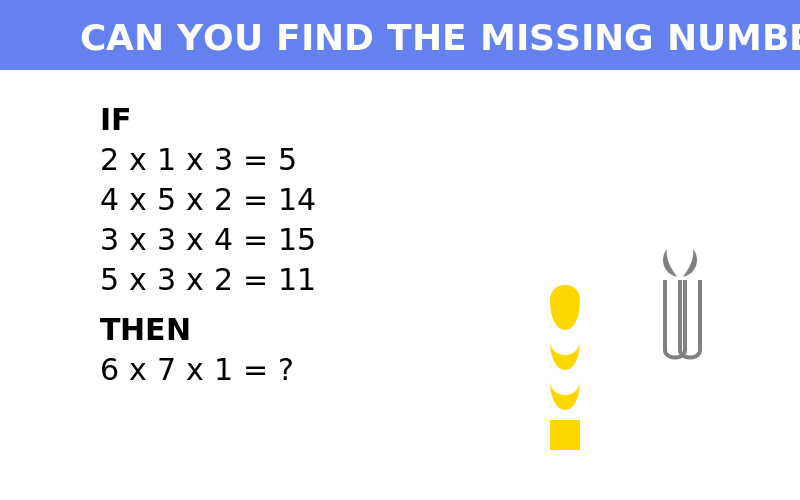 CAN YOU FIND THE MISSING NUMBE
IF
2 x 1 x 3 = 5
4 x 5 x 2 = 14
3 x 3 x 4 = 15
5 x 3 x 2 = 11
THEN
6 x 7 x 1 = ?